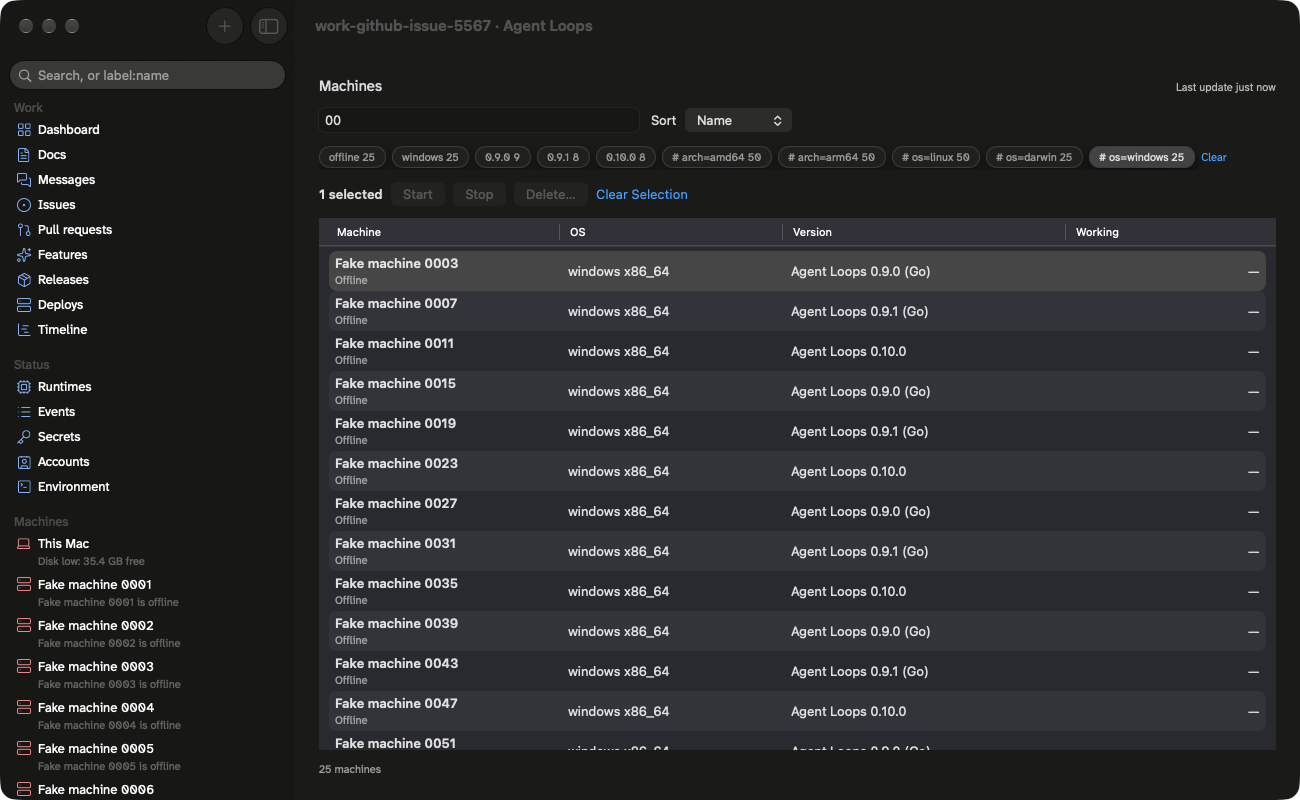 work-github-issue-5567 · Agent Loops
Search, or label:name
Work
Dashboard
Docs
Messages
Issues
Pull requests
Features
Releases
Deploys
Timeline
Status
Runtimes
Events
Secrets
Accounts
Environment
Machines
This Mac
Disk low: 35.4 GB free
Fake machine 0001
Fake machine 0001 is offline
Fake machine 0002
Fake machine 0002 is offline
Fake machine 0003
Fake machine 0003 is offline
Fake machine 0004
Fake machine 0004 is offline
Fake machine 0005
Fake machine 0005 is offline
Fake machine 0006
Machines
Last update just now
00
Sort Name
offline 25 windows 25 0.9.0 9 0.9.1 8 0.10.0 8 # arch=amd64 50 # arch=arm64 50 # os=linux 50 # os=darwin 25 # os=windows 25 Clear
1 selected Start Stop Delete... Clear Selection
Machine OS Version Working
Fake machine 0003
Offline
windows x86_64 Agent Loops 0.9.0 (Go) —
Fake machine 0007
Offline
windows x86_64 Agent Loops 0.9.1 (Go) —
Fake machine 0011
Offline
windows x86_64 Agent Loops 0.10.0 —
Fake machine 0015
Offline
windows x86_64 Agent Loops 0.9.0 (Go) —
Fake machine 0019
Offline
windows x86_64 Agent Loops 0.9.1 (Go) —
Fake machine 0023
Offline
windows x86_64 Agent Loops 0.10.0 —
Fake machine 0027
Offline
windows x86_64 Agent Loops 0.9.0 (Go) —
Fake machine 0031
Offline
windows x86_64 Agent Loops 0.9.1 (Go) —
Fake machine 0035
Offline
windows x86_64 Agent Loops 0.10.0 —
Fake machine 0039
Offline
windows x86_64 Agent Loops 0.9.0 (Go) —
Fake machine 0043
Offline
windows x86_64 Agent Loops 0.9.1 (Go) —
Fake machine 0047
Offline
windows x86_64 Agent Loops 0.10.0 —
Fake machine 0051
25 machines